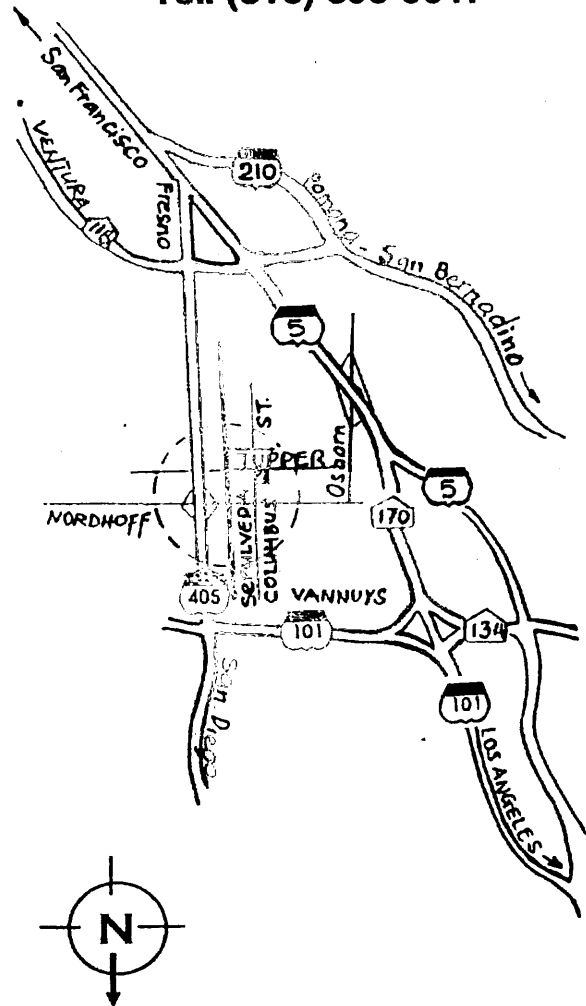 San Francisco
210
VENTURA
118
Fresno
Pomona - San Bernadino
5
ST.
TUPPER
Osborn
5
NORDHOFF
SEPULVEDA
COLUMBUS
170
405
VANNUYS
101
134
San Diego
101
LOS ANGELES
N